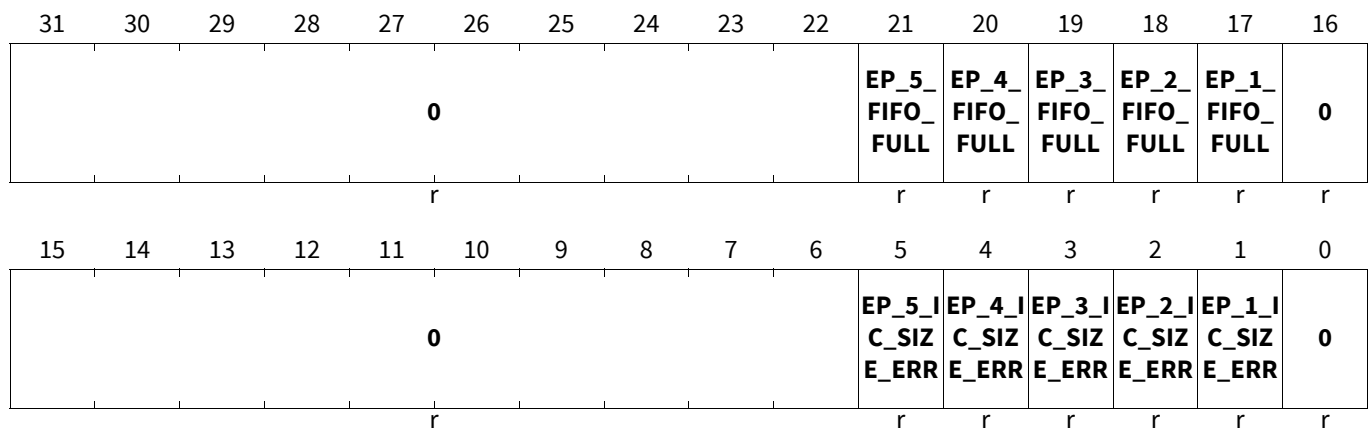 31 30 29 28 27 26 25 24 23 22 21 20 19 18 17 16
EP_5_ EP_4_ EP_3_ EP_2_ EP_1_
0 FIFO_ FIFO_ FIFO_ FIFO_ FIFO_ 0
FULL FULL FULL FULL FULL
r r r r r r r
15 14 13 12 11 10 9 8 7 6 5 4 3 2 1 0
EP_5_I EP_4_I EP_3_I EP_2_I EP_1_I
0 C_SIZ C_SIZ C_SIZ C_SIZ C_SIZ 0
E_ERR E_ERR E_ERR E_ERR E_ERR
r r r r r r r